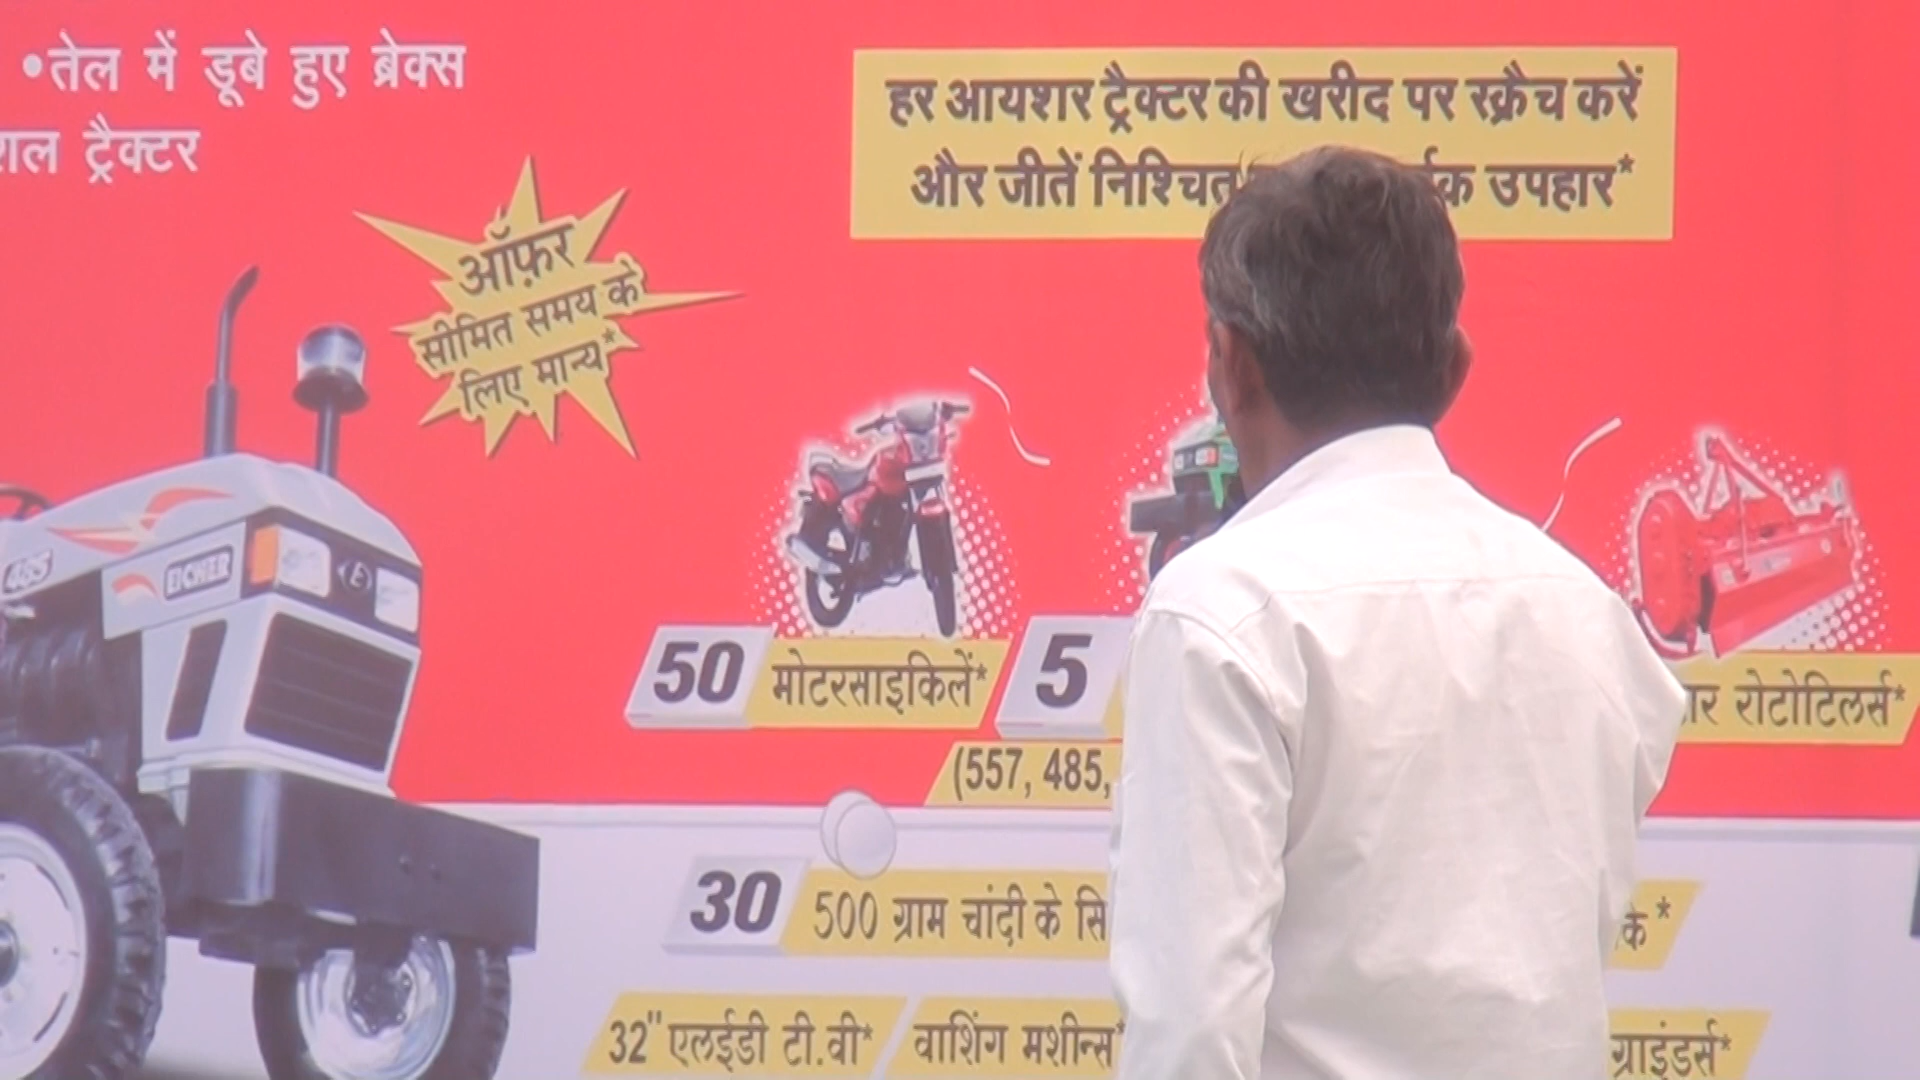 •तेल में डूबे हुए ब्रेक्स
ट्रैक्टर
हर आयशर ट्रैक्टर की खरीद पर स्क्रैच करें
और जीतें निश्चित उपहार*
ऑफ़र
सीमित समय के
लिए मान्य*
485
EICHER
50 मोटरसाइकिलें*
5
रोटोटिलर्स*
(557, 485,
30 500 ग्राम चांदी के
32" एलईडी टी.वी*
वाशिंग मशीन्स*
ग्राइंडर्स*